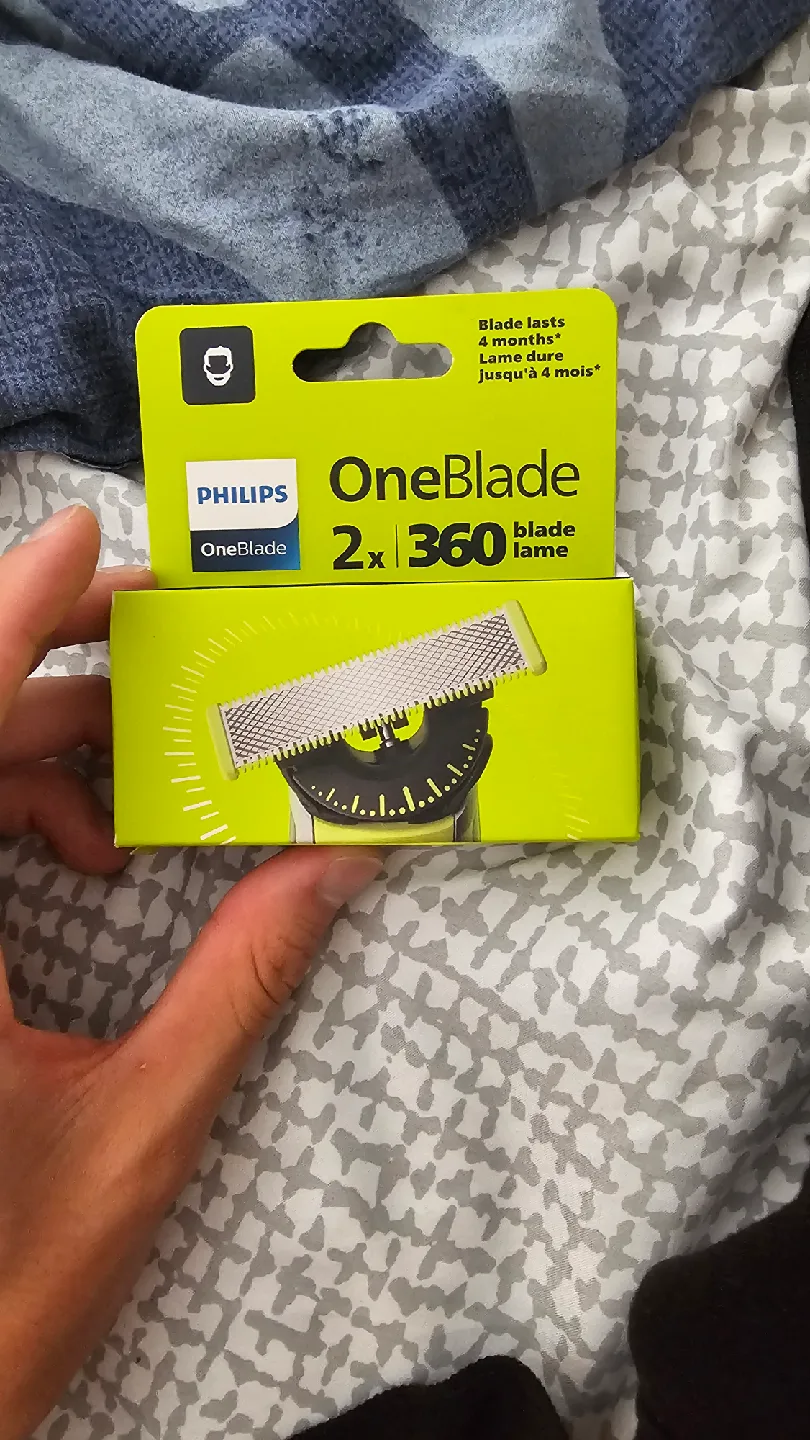 Blade lasts
4 months*
Lame dure
Jusqu'à 4 mois*
PHILIPS
OneBlade
OneBlade
2x | 360 blade
lame